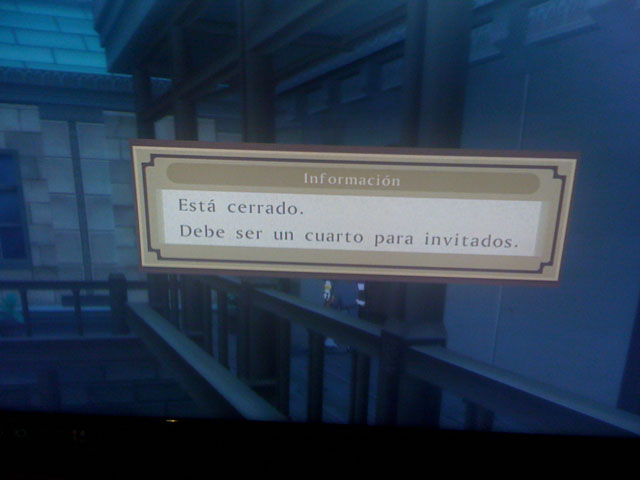 Información
Está cerrado.
Debe ser un cuarto para invitados.